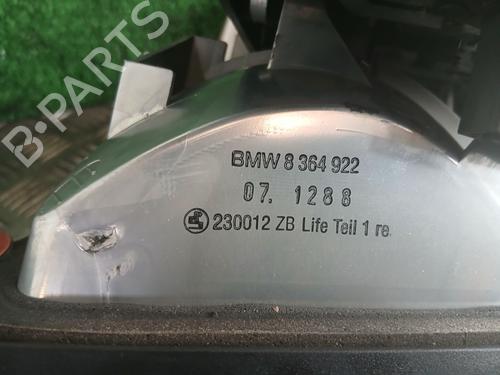 B-PARTS
BMW 8 364 922
07. 1288
230012 ZB Life Teil 1 re.